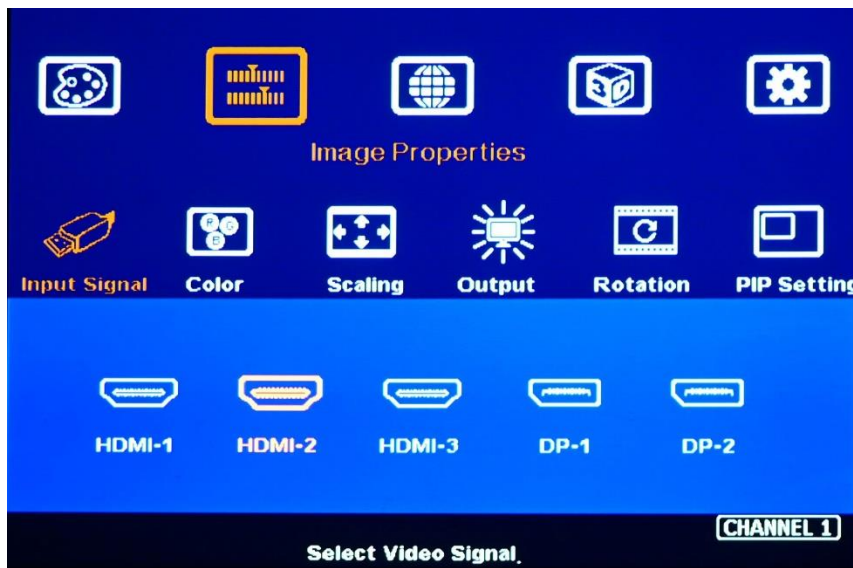 3D
Image Properties
R G
B
Input Signal Color Scaling Output Rotation PIP Setting
HDMI-1 HDMI-2 HDMI-3 DP-1 DP-2
CHANNEL 1
Select Video Signal.